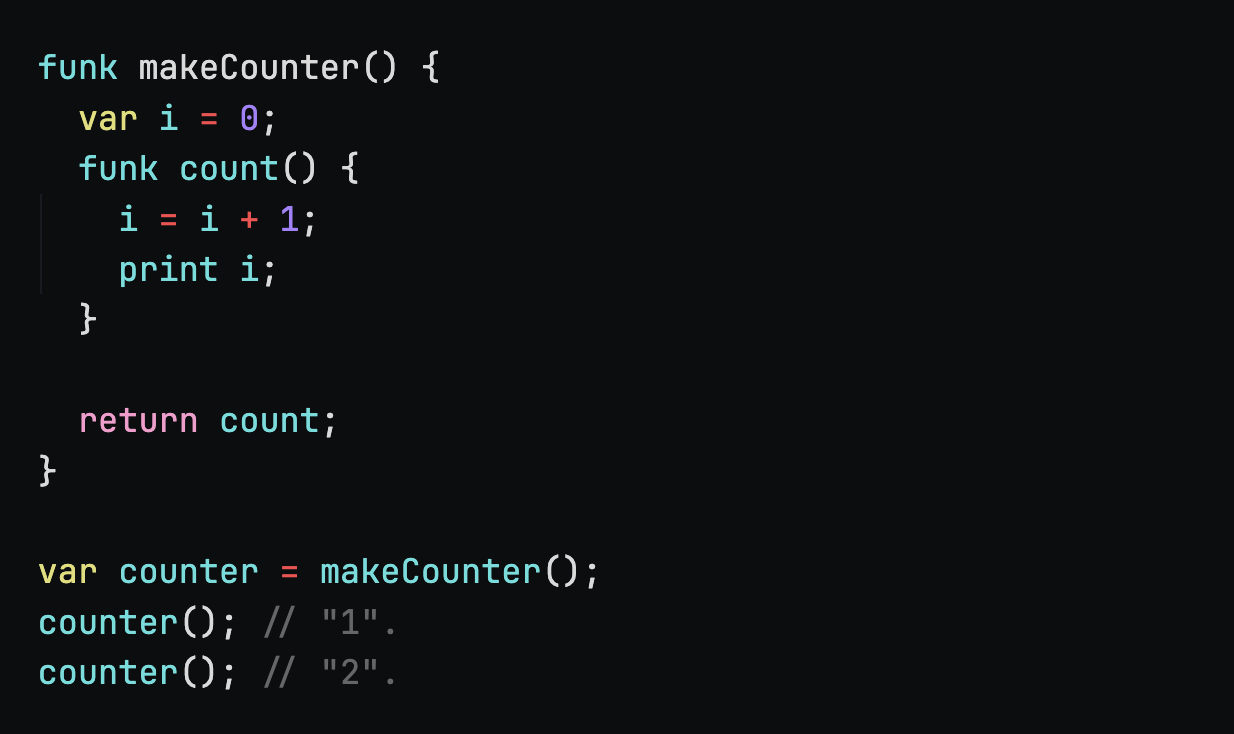 funk makeCounter() {
  var i = 0;
  funk count() {
    i = i + 1;
    print i;
  }

  return count;
}

var counter = makeCounter();
counter(); // "1".
counter(); // "2".